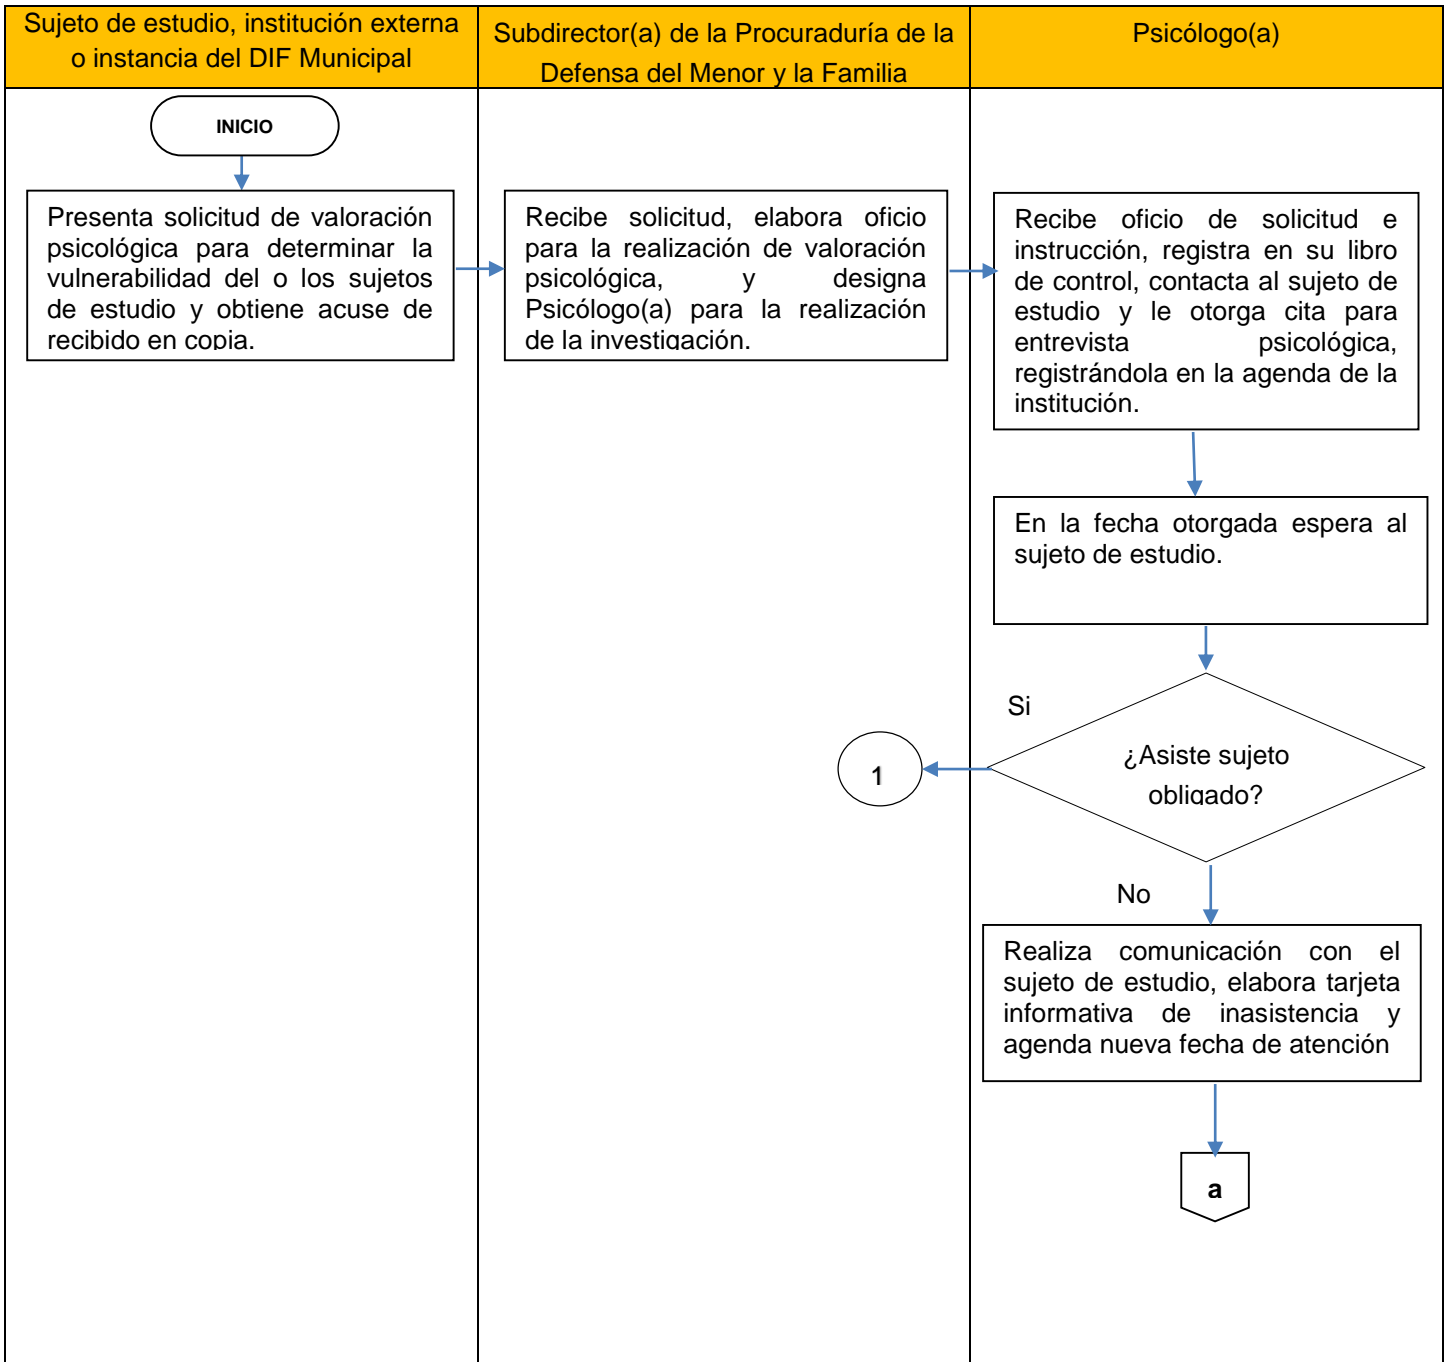 Sujeto de estudio, institución externa
o instancia del DIF Municipal
Subdirector(a) de la Procuraduría de la
Defensa del Menor y la Familia
Psicólogo(a)
INICIO
Presenta solicitud de valoración
psicológica para determinar la
vulnerabilidad del o los sujetos
de estudio y obtiene acuse de
recibido en copia.
Recibe solicitud, elabora oficio
para la realización de valoración
psicológica, y designa
Psicólogo(a) para la realización
de la investigación.
Recibe oficio de solicitud e
instrucción, registra en su libro
de control, contacta al sujeto de
estudio y le otorga cita para
entrevista psicológica,
registrándola en la agenda de la
institución.
En la fecha otorgada espera al
sujeto de estudio.
Si
¿Asiste sujeto
obligado?
1
No
Realiza comunicación con el
sujeto de estudio, elabora tarjeta
informativa de inasistencia y
agenda nueva fecha de atención
a